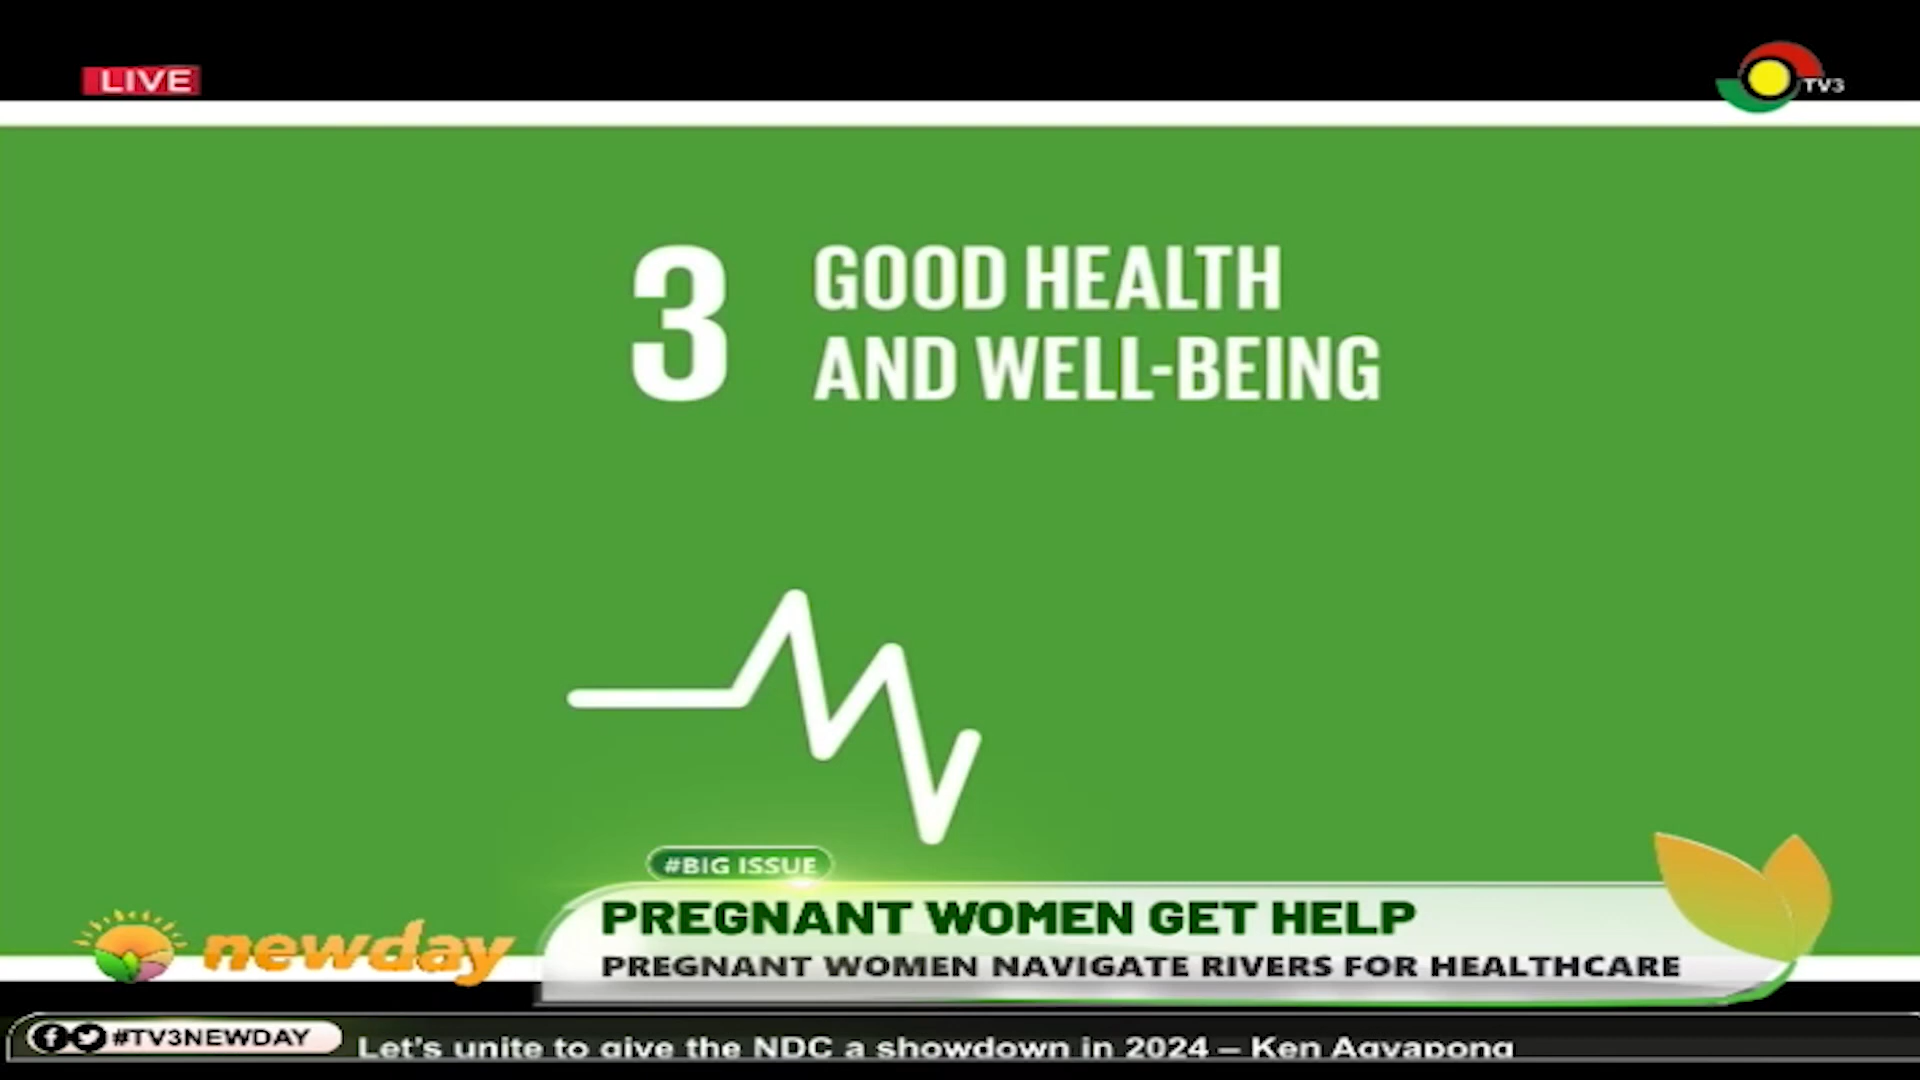 LIVE
TV3
3
GOOD HEALTH
AND WELL-BEING
#BIG ISSUE
PREGNANT WOMEN GET HELP
newday
PREGNANT WOMEN NAVIGATE RIVERS FOR HEALTHCARE
#TV3NEWDAY
Let's unite to give the NDC a showdown in 2024 – Ken Agyapong